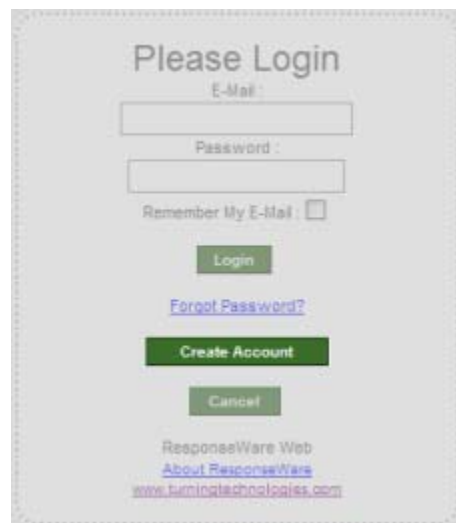 Please Login
E-Mail :
Password :
Remember My E-Mail :
Login
Forgot Password?
Create Account
Cancel
ResponseWare Web
About ResponseWare
www.turningtechnologies.com